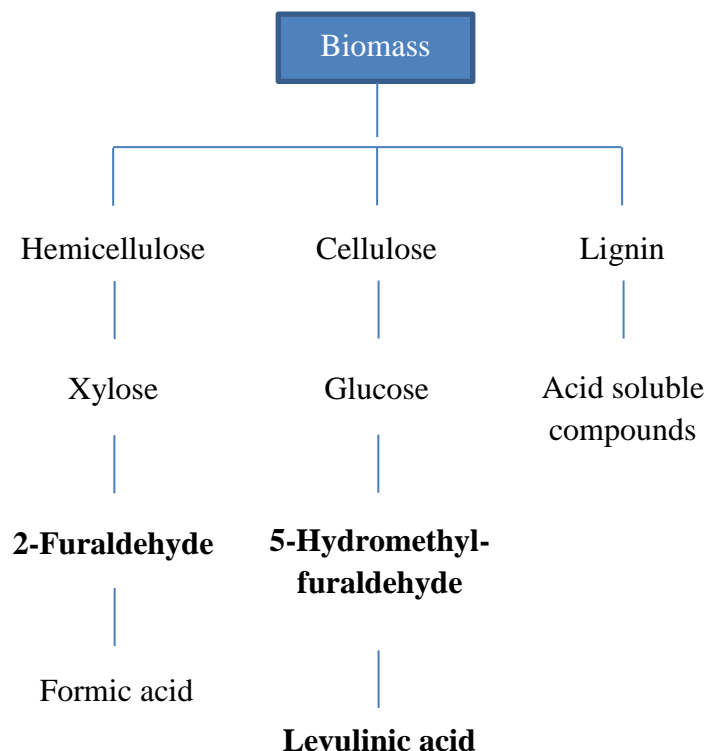 Biomass
Hemicellulose
Cellulose
Lignin
Xylose
Glucose
Acid soluble
compounds
2-Furaldehyde
5-Hydromethyl-
furaldehyde
Formic acid
Levulinic acid